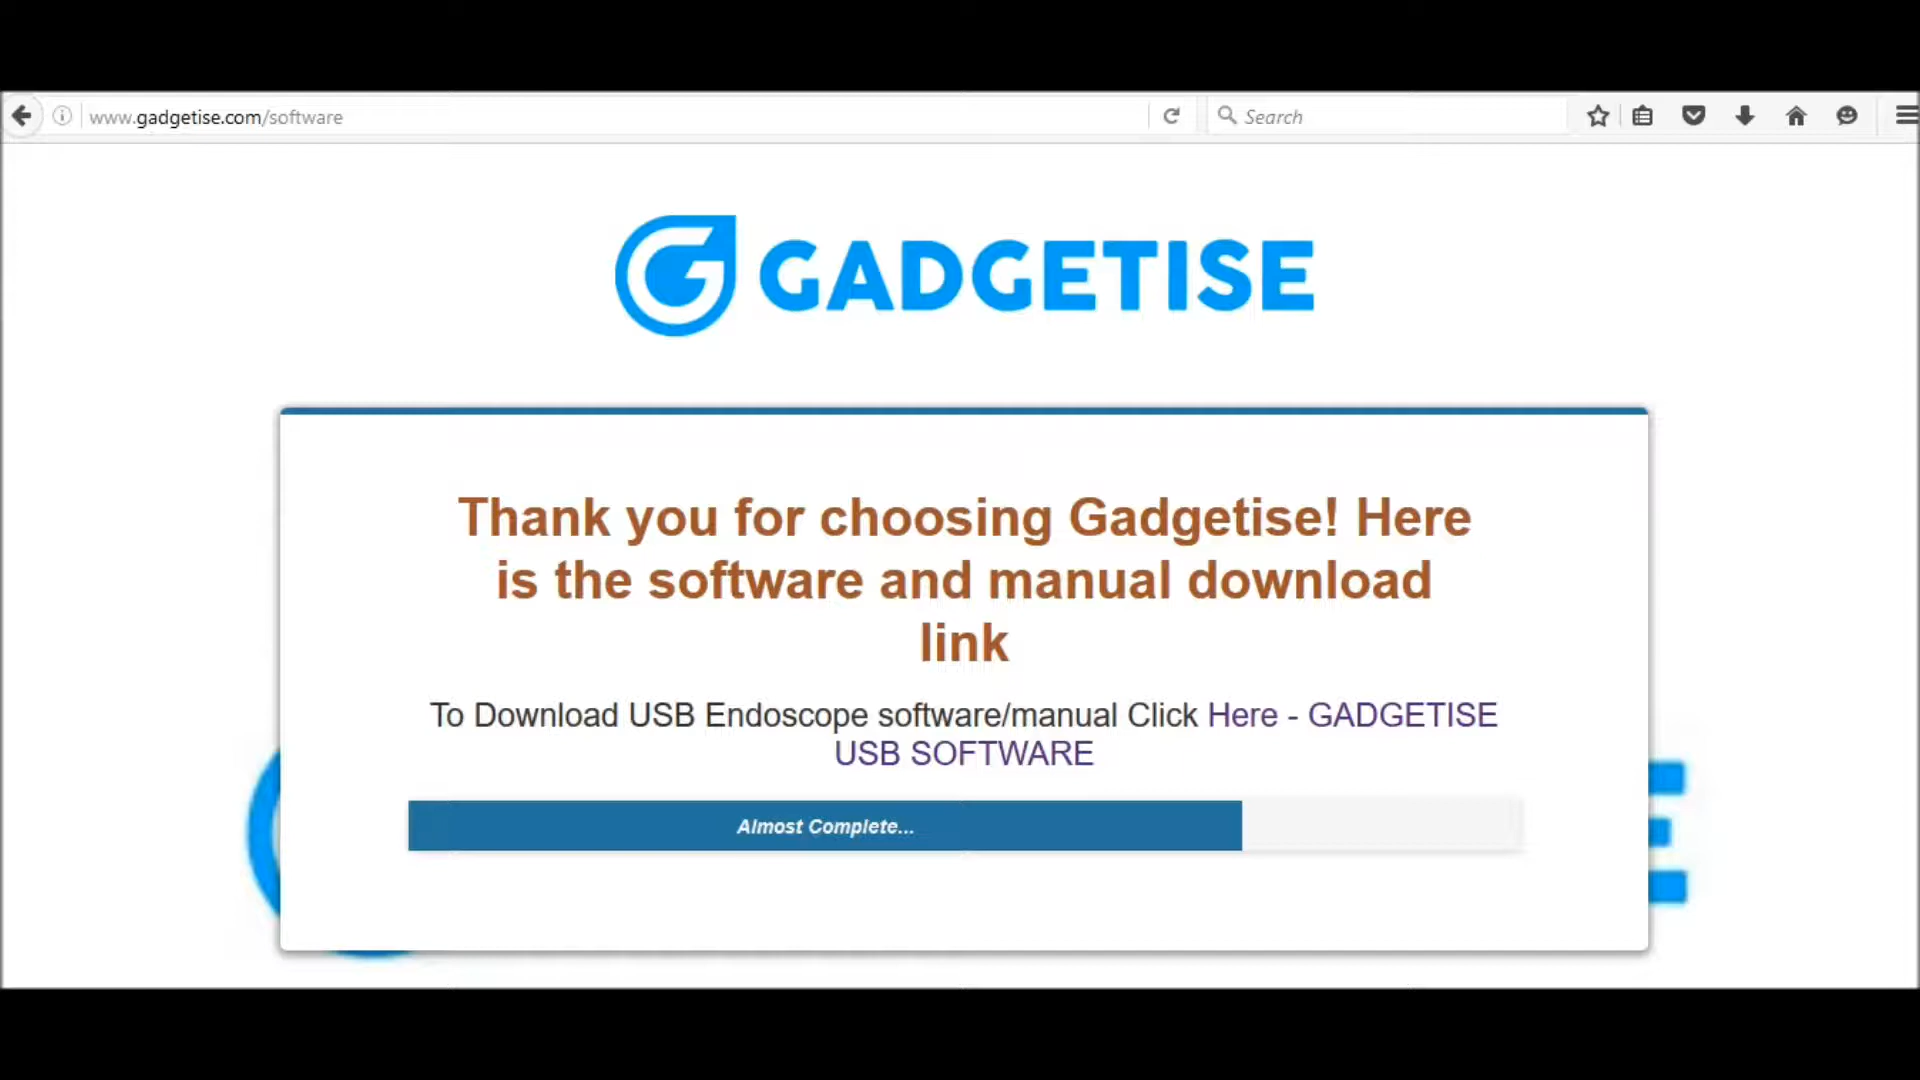 www.gadgetise.com/software
Search
GADGETISE
Thank you for choosing Gadgetise! Here
is the software and manual download
link
To Download USB Endoscope software/manual Click Here - GADGETISE
USB SOFTWARE
Almost Complete...